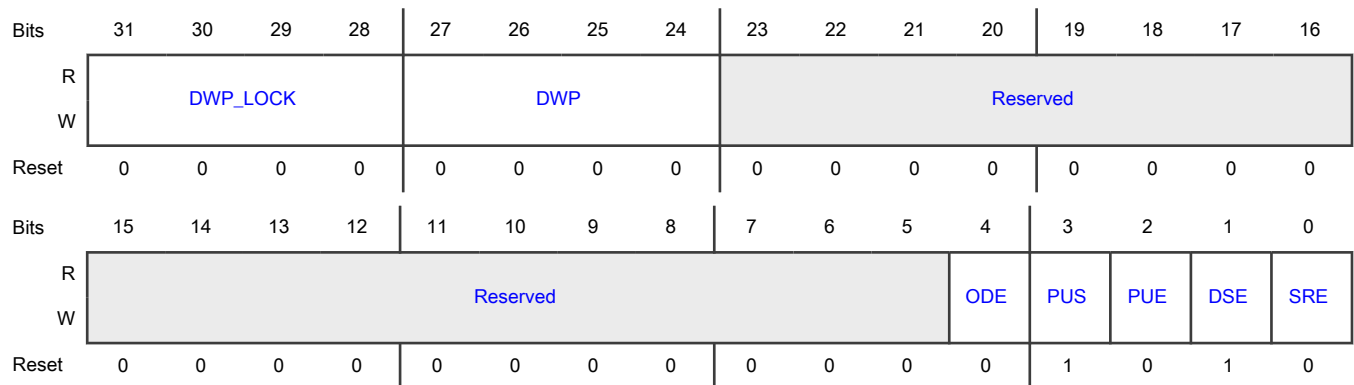 Bits 31 30 29 28 27 26 25 24 23 22 21 20 19 18 17 16
R
DWP_LOCK DWP Reserved
W
Reset 0 0 0 0 0 0 0 0 0 0 0 0 0 0 0 0
Bits 15 14 13 12 11 10 9 8 7 6 5 4 3 2 1 0
R
Reserved ODE PUS PUE DSE SRE
W
Reset 0 0 0 0 0 0 0 0 0 0 0 0 1 0 1 0